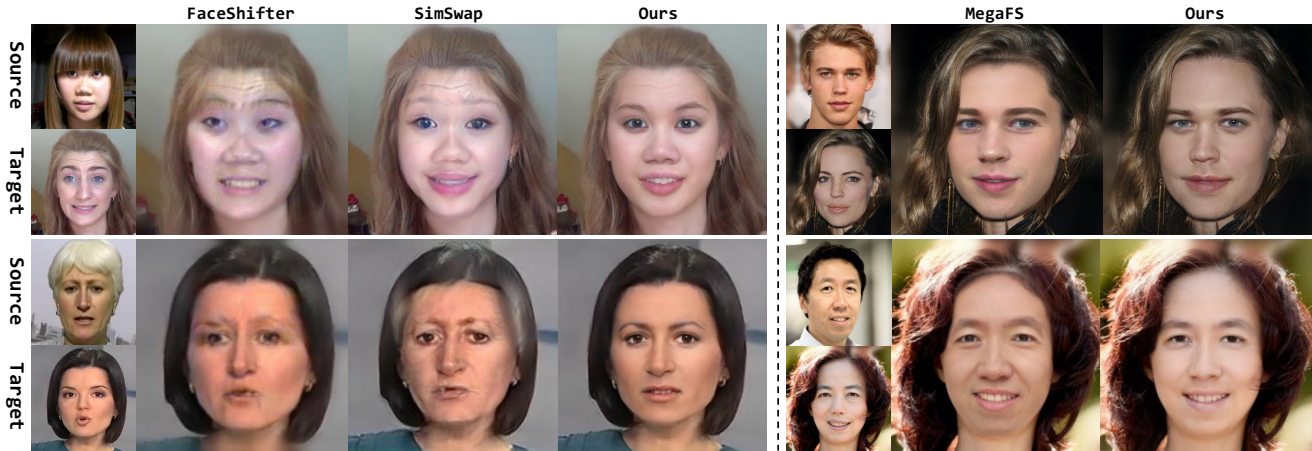 FaceShifter SimSwap Ours MegaFS Ours
Source
Target
Source
Target